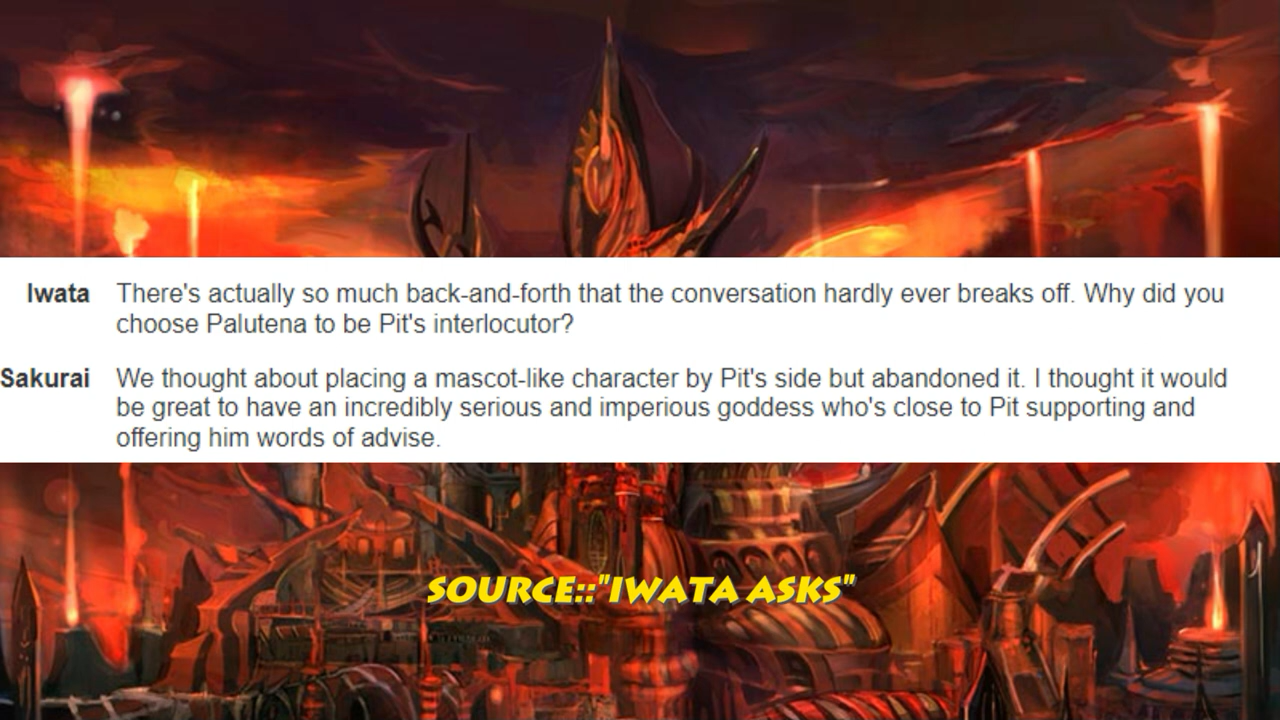 Iwata There's actually so much back-and-forth that the conversation hardly ever breaks off. Why did you
choose Palutena to be Pit's interlocutor?
Sakurai We thought about placing a mascot-like character by Pit's side but abandoned it. I thought it would
be great to have an incredibly serious and imperious goddess who's close to Pit supporting and
offering him words of advise.
SOURCE::"IWATA ASKS"